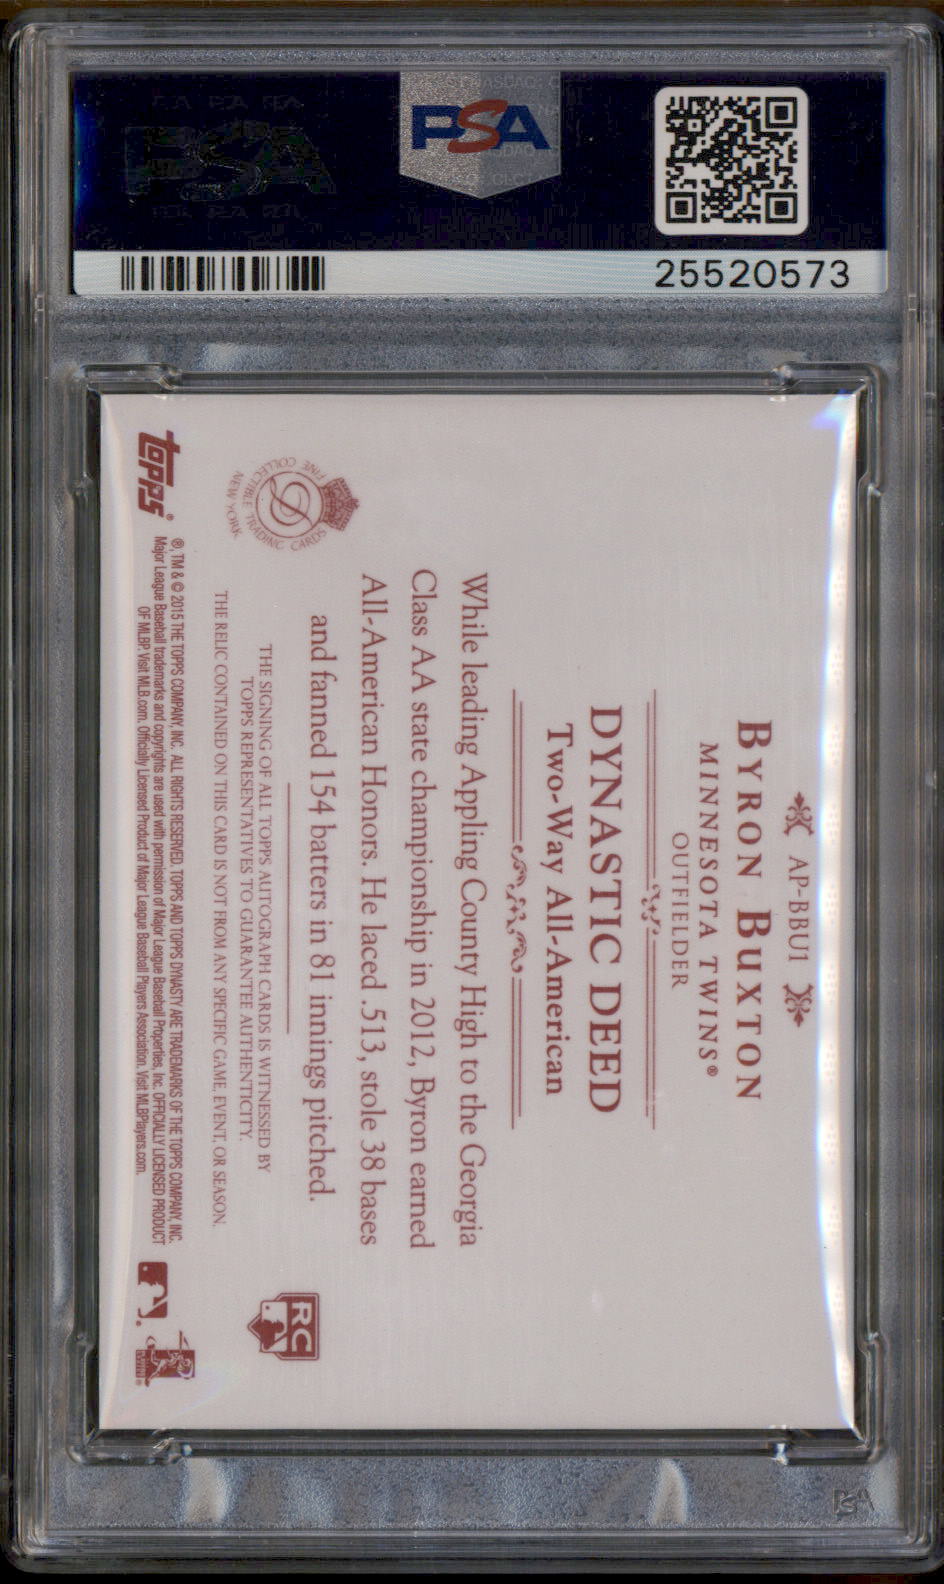 PSA
25520573
AP-BBU1
BYRON BUXTON
MINNESOTA TWINS®
OUTFIELDER
DYNASTIC DEED
Two-Way All-American
While leading Appling County High to the Georgia
Class AA state championship in 2012, Byron earned
All-American Honors. He laced .513, stole 38 bases
and fanned 154 batters in 81 innings pitched.
THE SIGNING OF ALL TOPPS AUTOGRAPH CARDS IS WITNESSED BY
TOPPS REPRESENTATIVES TO GUARANTEE AUTHENTICITY.
THE RELIC CONTAINED ON THIS CARD IS NOT FROM ANY SPECIFIC GAME, EVENT, OR SEASON.
D
FINE COLLECTIBLE TRADING CARDS
NEW YORK
RC
topps®
®, TM & © 2015 THE TOPPS COMPANY, INC. ALL RIGHTS RESERVED. TOPPS AND TOPPS DYNASTY ARE TRADEMARKS OF THE TOPPS COMPANY, INC.
Major League Baseball trademarks and copyrights are used with permission of Major League Baseball Properties, Inc. OFFICIALLY LICENSED PRODUCT
OF MLBP. Visit MLB.com. Officially Licensed Product of Major League Baseball Players Association. Visit MLBPlayers.com.
PSA